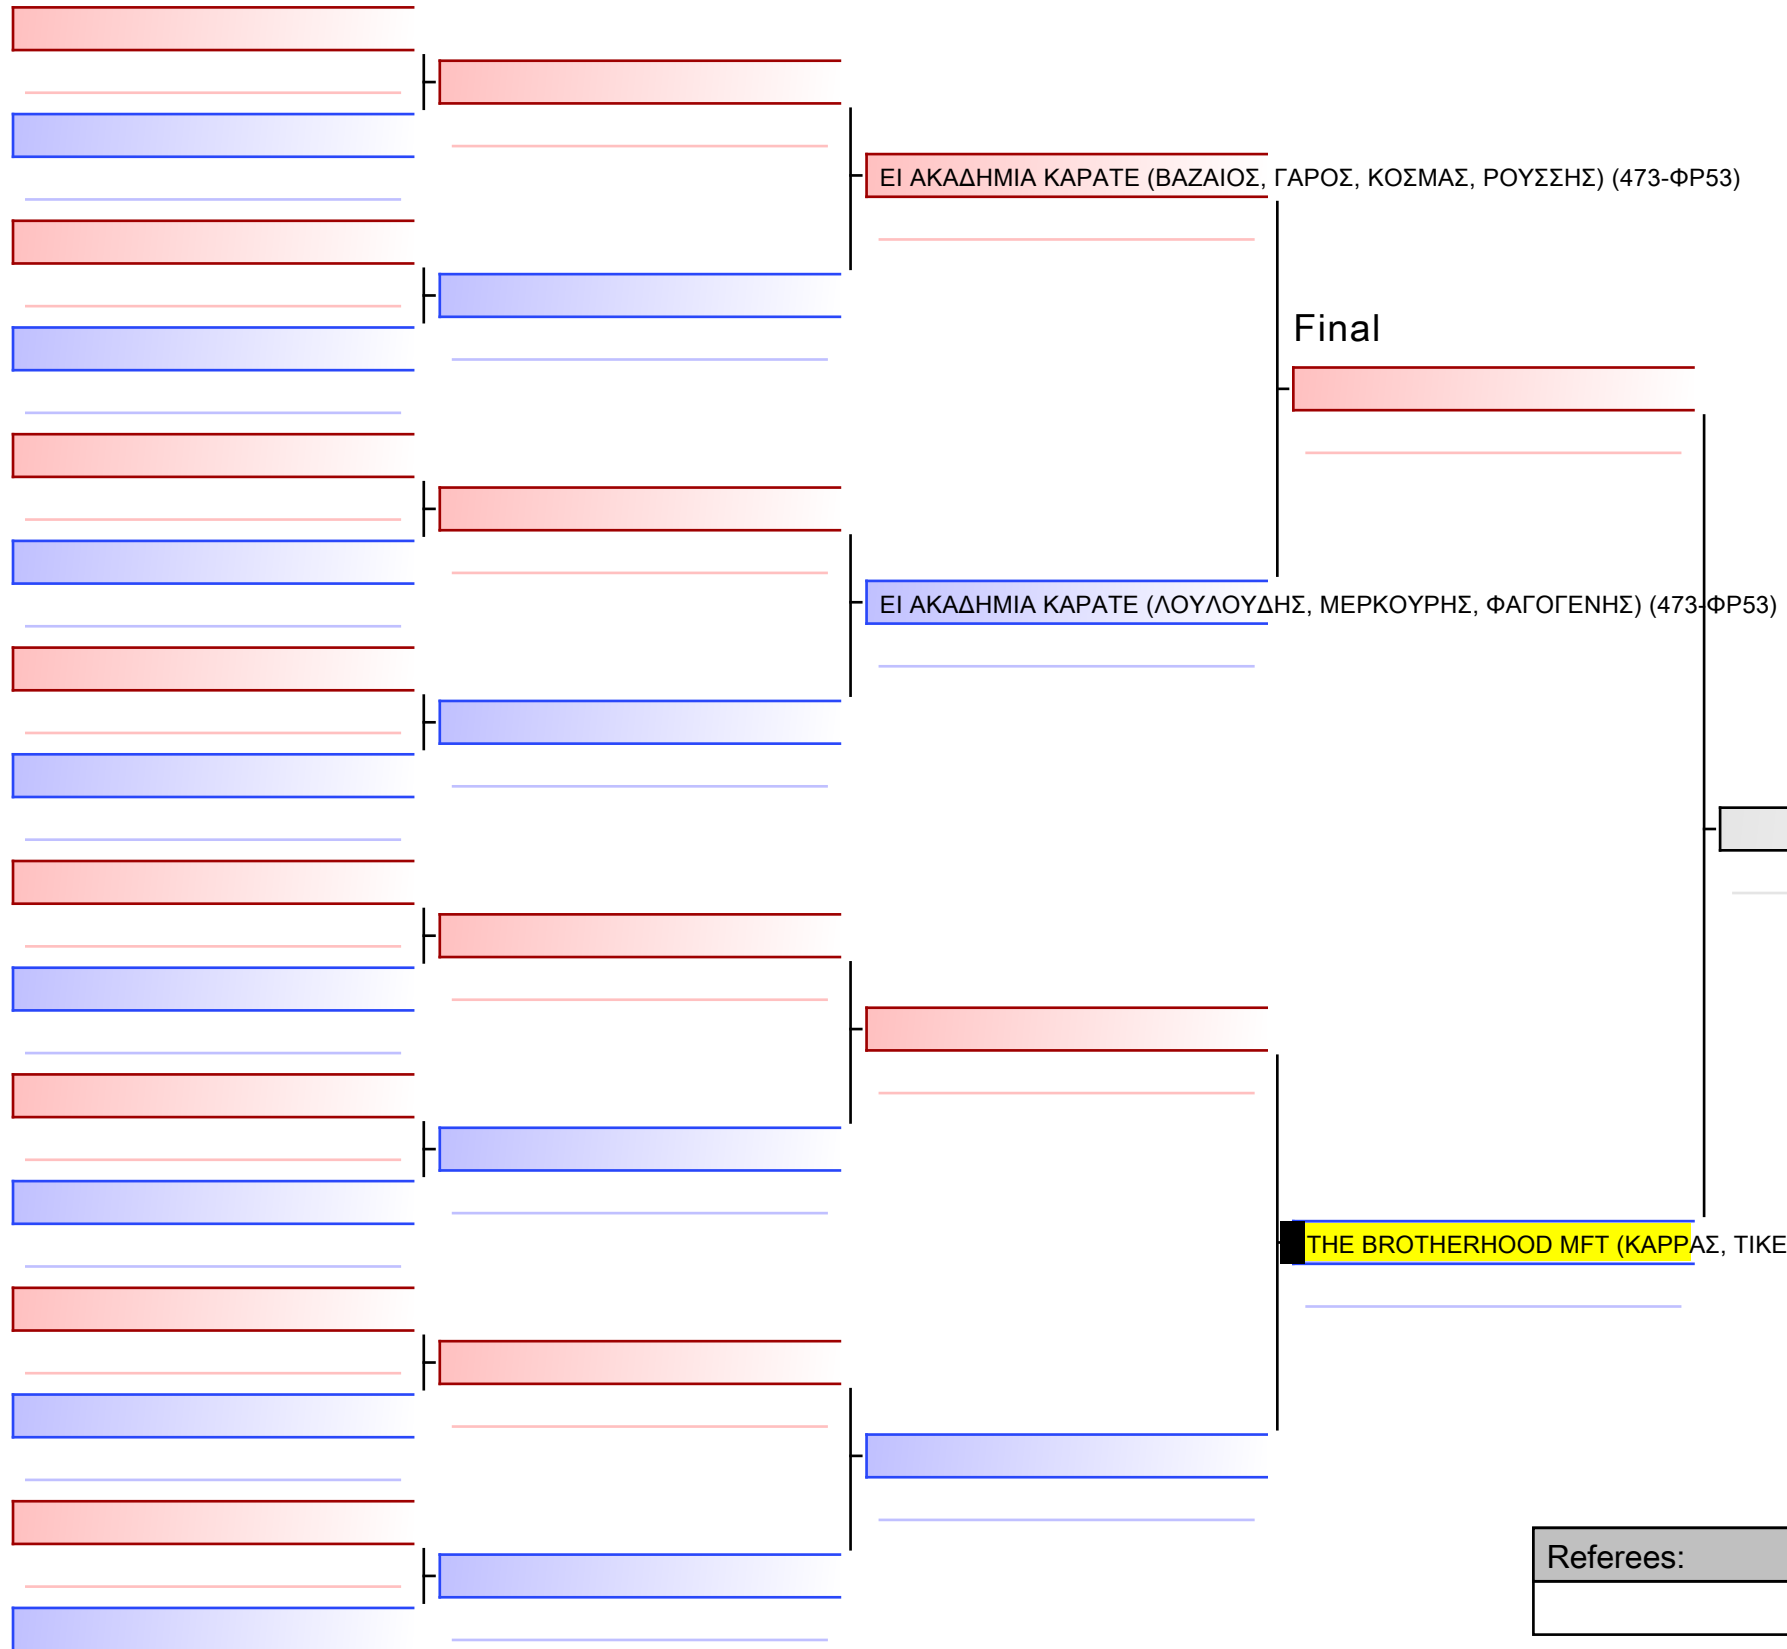 ΕΙ ΑΚΑΔΗΜΙΑ ΚΑΡΑΤΕ (ΒΑΖΑΙΟΣ, ΓΑΡΟΣ, ΚΟΣΜΑΣ, ΡΟΥΣΣΗΣ) (473-ΦΡ53)
Final
ΕΙ ΑΚΑΔΗΜΙΑ ΚΑΡΑΤΕ (ΛΟΥΛΟΥΔΗΣ, ΜΕΡΚΟΥΡΗΣ, ΦΑΓΟΓΕΝΗΣ) (473-ΦΡ53)
THE BROTHERHOOD MFT (ΚΑΡΡΑΣ, ΤΙΚΕ
Referees: